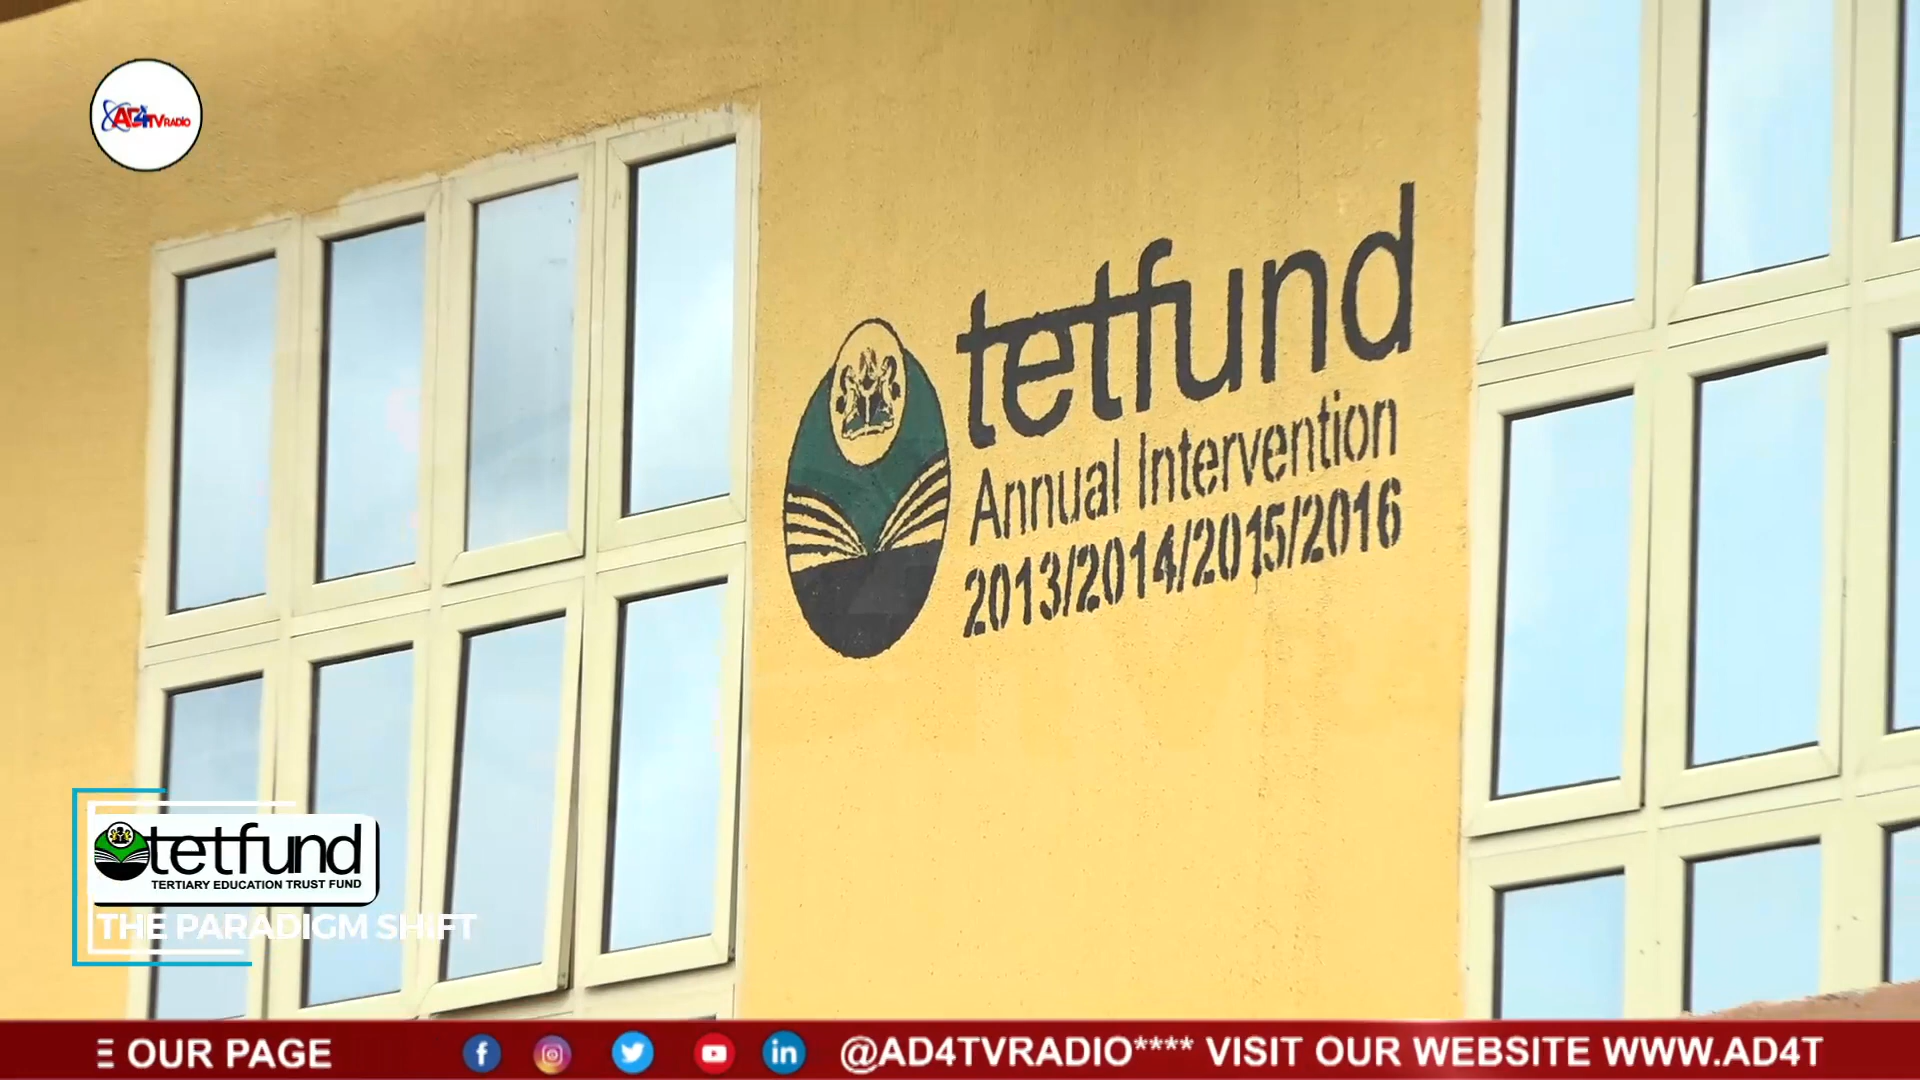 AD4TV RADIO
tetfund
Annual Intervention
2013/2014/2015/2016
tetfund
TERTIARY EDUCATION TRUST FUND
THE PARADIGM SHIFT
E OUR PAGE @AD4TVRADIO**** VISIT OUR WEBSITE WWW.AD4T